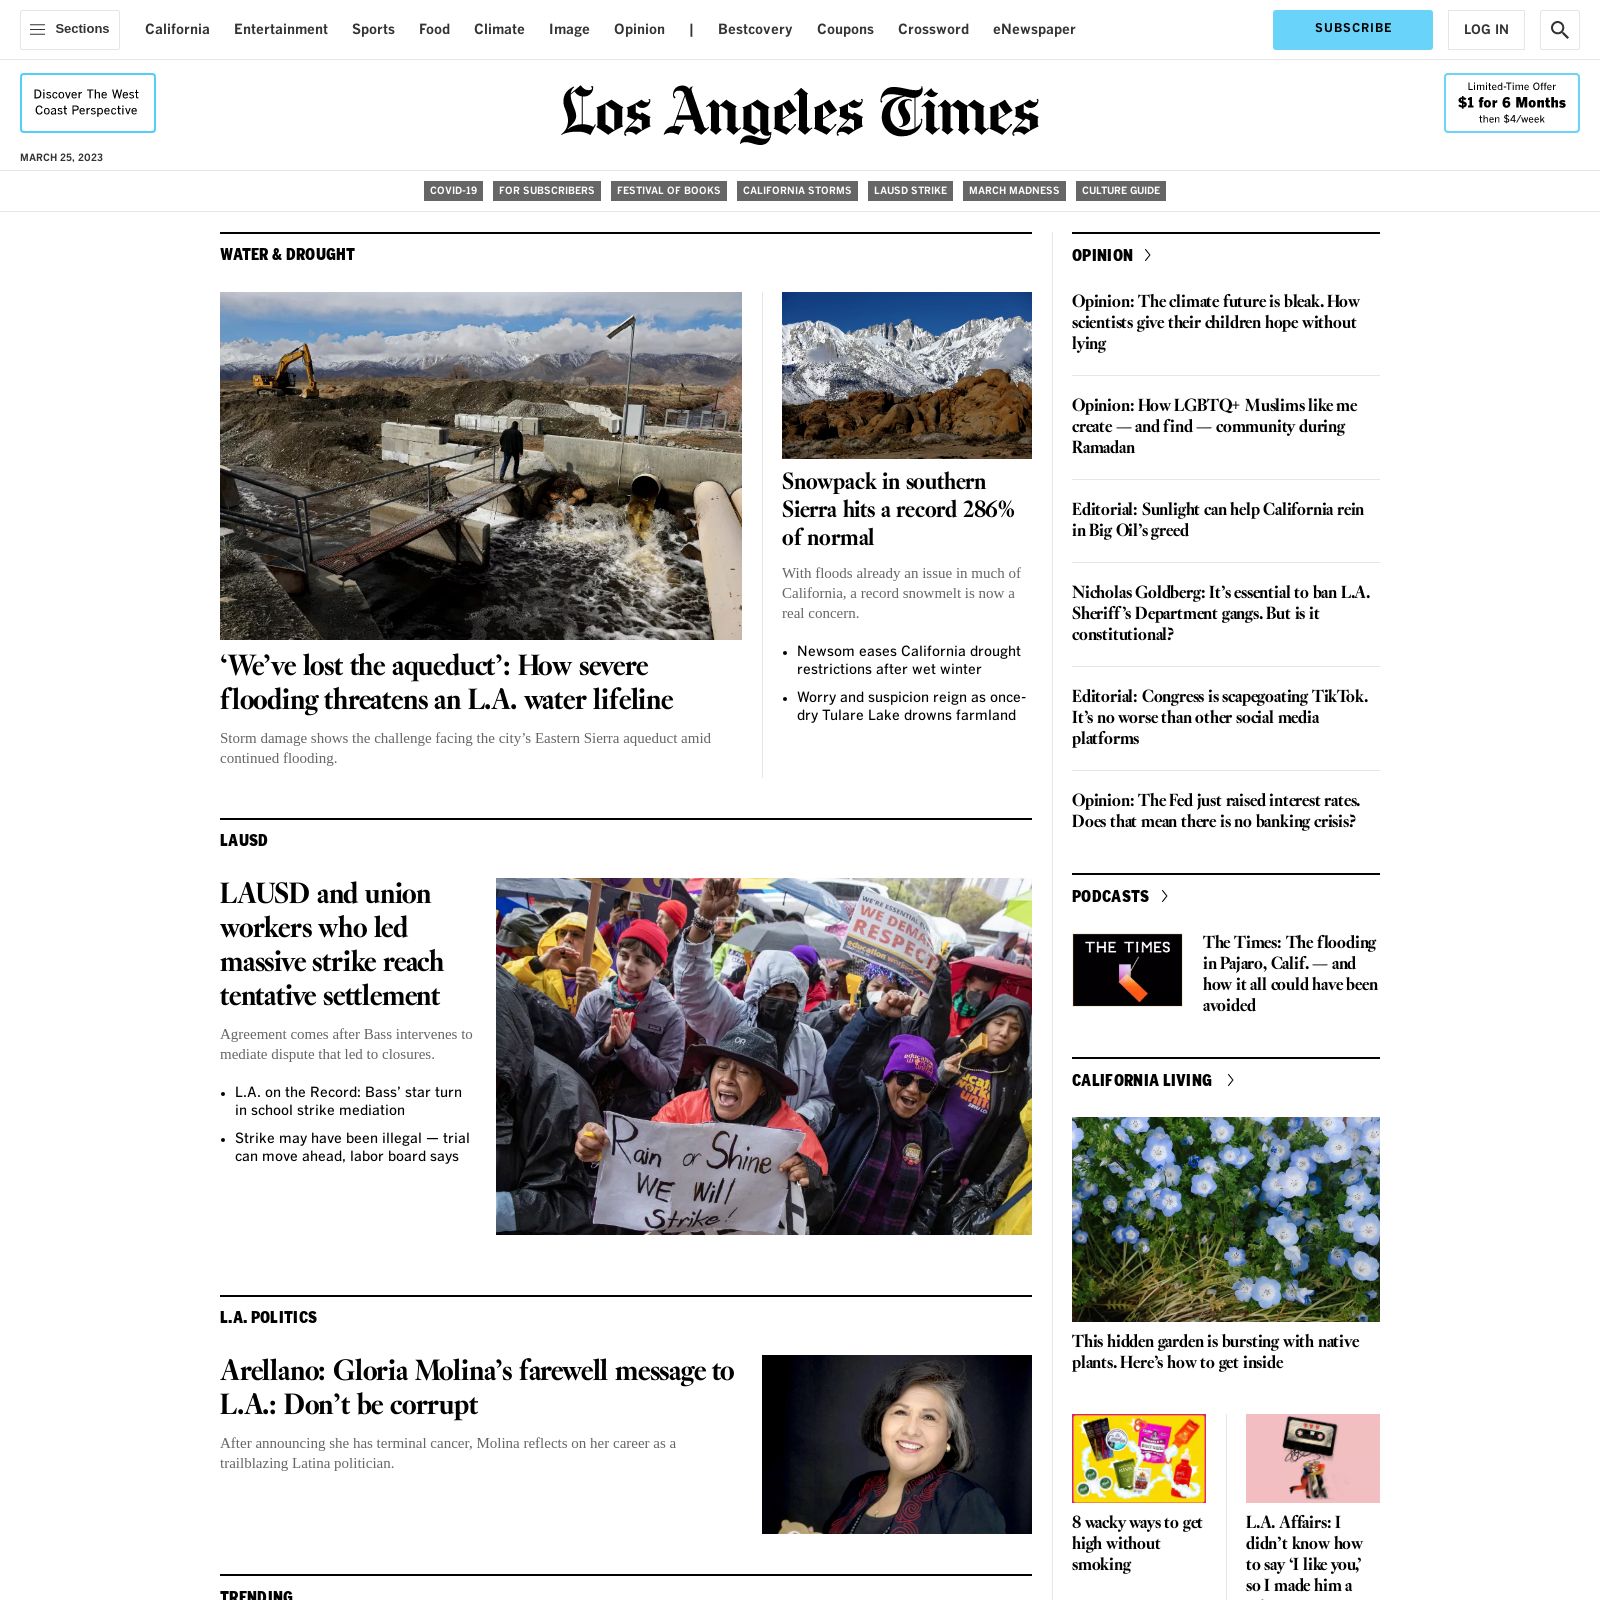 Sections
California
Entertainment
Sports
Food
Climate
Image
Opinion
|
Bestcovery
Coupons
Crossword
eNewspaper
SUBSCRIBE
LOG IN
Discover The West
Coast Perspective
Los Angeles Times
Limited-Time Offer
$1 for 6 Months
then $4/week
MARCH 25, 2023
COVID-19
FOR SUBSCRIBERS
FESTIVAL OF BOOKS
CALIFORNIA STORMS
LAUSD STRIKE
MARCH MADNESS
CULTURE GUIDE
WATER & DROUGHT
‘We’ve lost the aqueduct’: How severe
flooding threatens an L.A. water lifeline
Storm damage shows the challenge facing the city’s Eastern Sierra aqueduct amid
continued flooding.
Snowpack in southern
Sierra hits a record 286%
of normal
With floods already an issue in much of
California, a record snowmelt is now a
real concern.
• Newsom eases California drought
restrictions after wet winter
• Worry and suspicion reign as once-
dry Tulare Lake drowns farmland
LAUSD
LAUSD and union
workers who led
massive strike reach
tentative settlement
Agreement comes after Bass intervenes to
mediate dispute that led to closures.
• L.A. on the Record: Bass’ star turn
in school strike mediation
• Strike may have been illegal — trial
can move ahead, labor board says
WE'RE ESSENTIAL
WE DEMAND
RESPECT
education workers
Rain or Shine
WE Will
Strike!
L.A. POLITICS
Arellano: Gloria Molina’s farewell message to
L.A.: Don’t be corrupt
After announcing she has terminal cancer, Molina reflects on her career as a
trailblazing Latina politician.
TRENDING
OPINION
Opinion: The climate future is bleak. How
scientists give their children hope without
lying
Opinion: How LGBTQ+ Muslims like me
create — and find — community during
Ramadan
Editorial: Sunlight can help California rein
in Big Oil’s greed
Nicholas Goldberg: It’s essential to ban L.A.
Sheriff’s Department gangs. But is it
constitutional?
Editorial: Congress is scapegoating TikTok.
It’s no worse than other social media
platforms
Opinion: The Fed just raised interest rates.
Does that mean there is no banking crisis?
PODCASTS
THE TIMES
The Times: The flooding
in Pajaro, Calif. — and
how it all could have been
avoided
CALIFORNIA LIVING
This hidden garden is bursting with native
plants. Here’s how to get inside
8 wacky ways to get
high without
smoking
L.A. Affairs: I
didn’t know how
to say ‘I like you,’
so I made him a